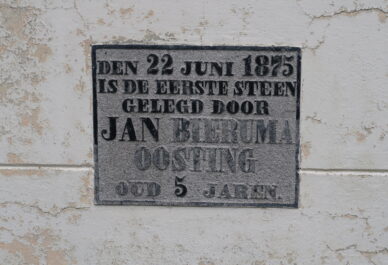 DEN 22 JUNI 1875
IS DE EERSTE STEEN
GELEGD DOOR
JAN BIERUMA
OOSTING
OUD 5 JAREN.